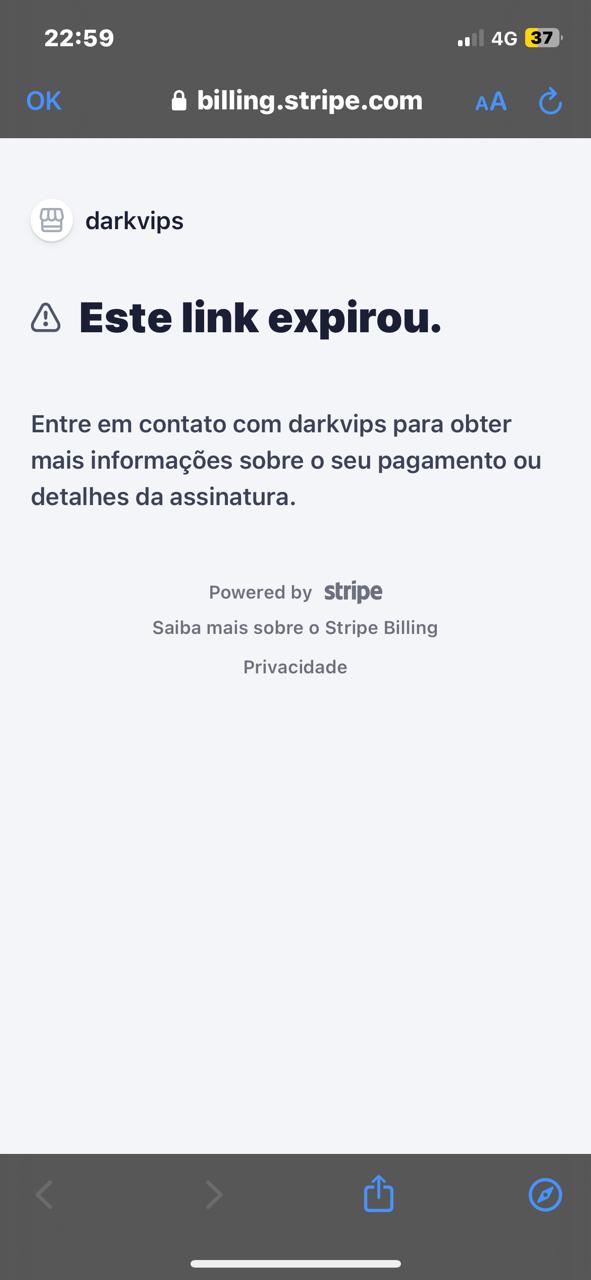 22:59
4G
37
OK
billing.stripe.com
AA
darkvips
Este link expirou.
Entre em contato com darkvips para obter
mais informações sobre o seu pagamento ou
detalhes da assinatura.
Powered by stripe
Saiba mais sobre o Stripe Billing
Privacidade